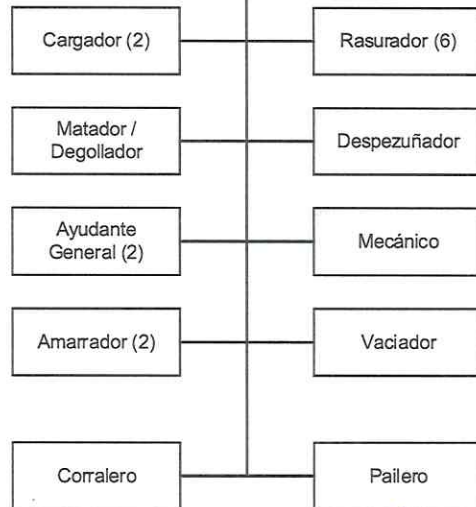 Cargador (2)
Rasurador (6)
Matador /
Degollador
Despezuñador
Ayudante
General (2)
Mecánico
Amarrador (2)
Vaciador
Corralero
Pailero